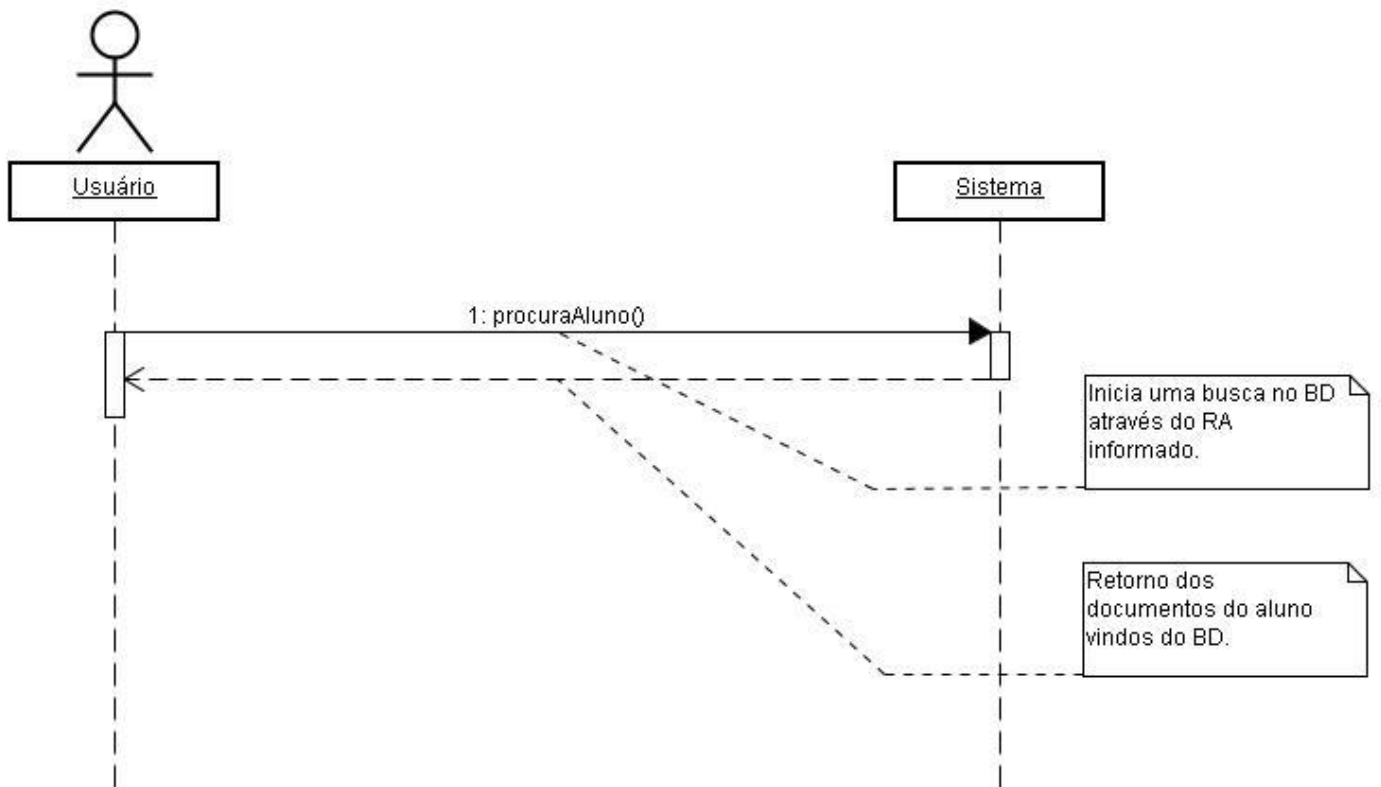 Usuário
Sistema
1: procuraAluno()
Inicia uma busca no BD
através do RA
informado.
Retorno dos
documentos do aluno
vindos do BD.